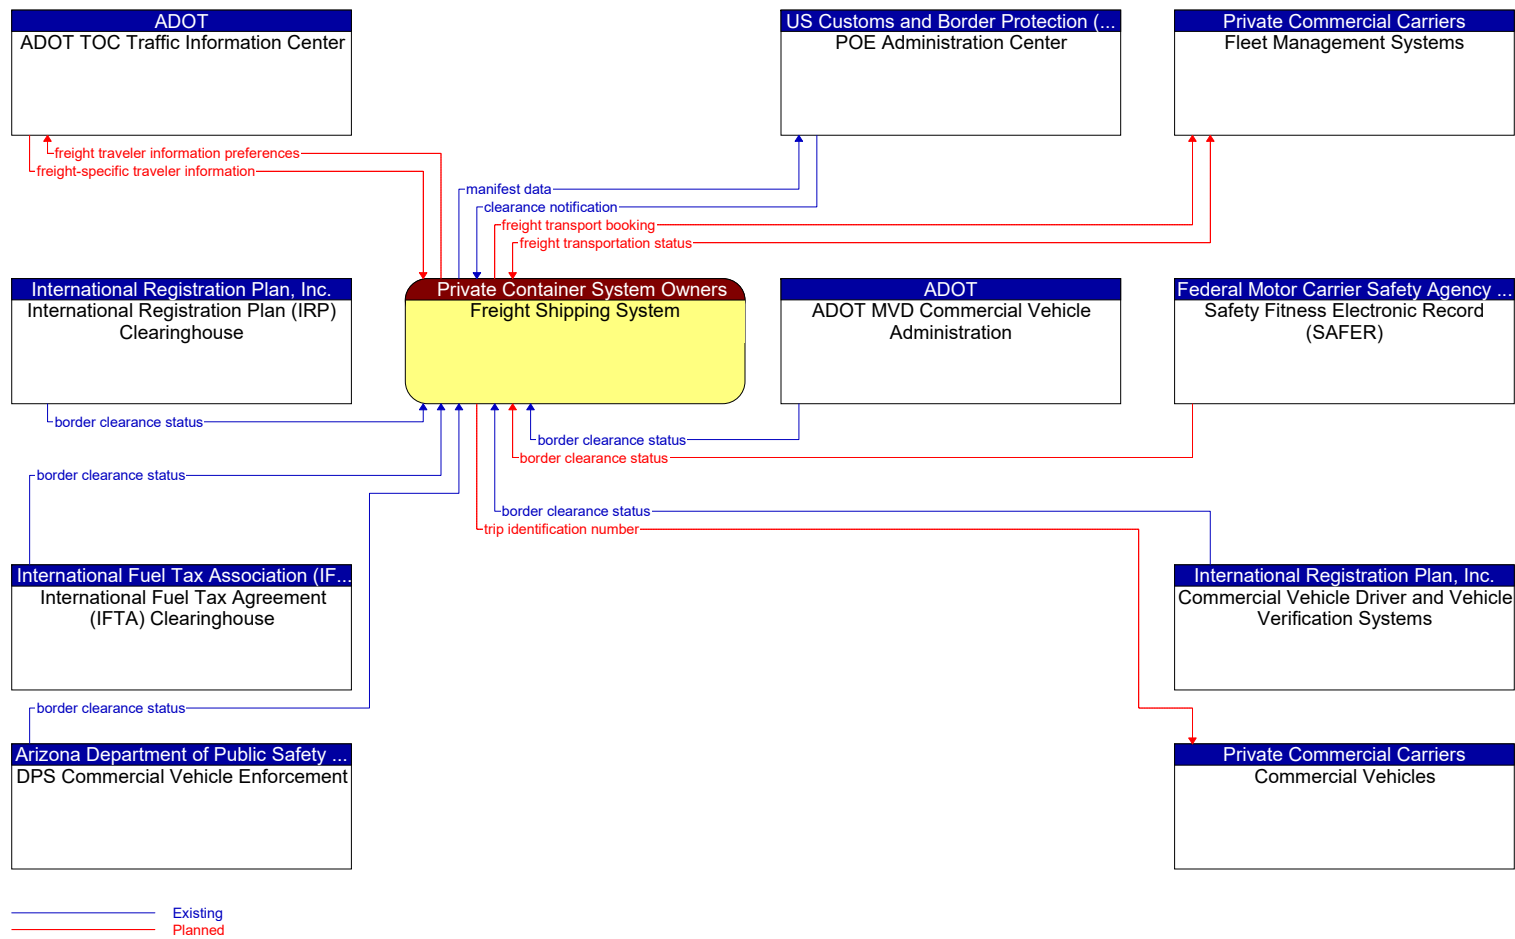 ADOT
ADOT TOC Traffic Information Center
US Customs and Border Protection (...
POE Administration Center
Private Commercial Carriers
Fleet Management Systems
freight traveler information preferences
freight-specific traveler information
manifest data
clearance notification
freight transport booking
freight transportation status
International Registration Plan, Inc.
International Registration Plan (IRP)
Clearinghouse
Private Container System Owners
Freight Shipping System
ADOT
ADOT MVD Commercial Vehicle
Administration
Federal Motor Carrier Safety Agency ...
Safety Fitness Electronic Record
(SAFER)
border clearance status
border clearance status
border clearance status
border clearance status
border clearance status
trip identification number
International Fuel Tax Association (IF...
International Fuel Tax Agreement
(IFTA) Clearinghouse
International Registration Plan, Inc.
Commercial Vehicle Driver and Vehicle
Verification Systems
border clearance status
Arizona Department of Public Safety ...
DPS Commercial Vehicle Enforcement
Private Commercial Carriers
Commercial Vehicles
Existing
Planned